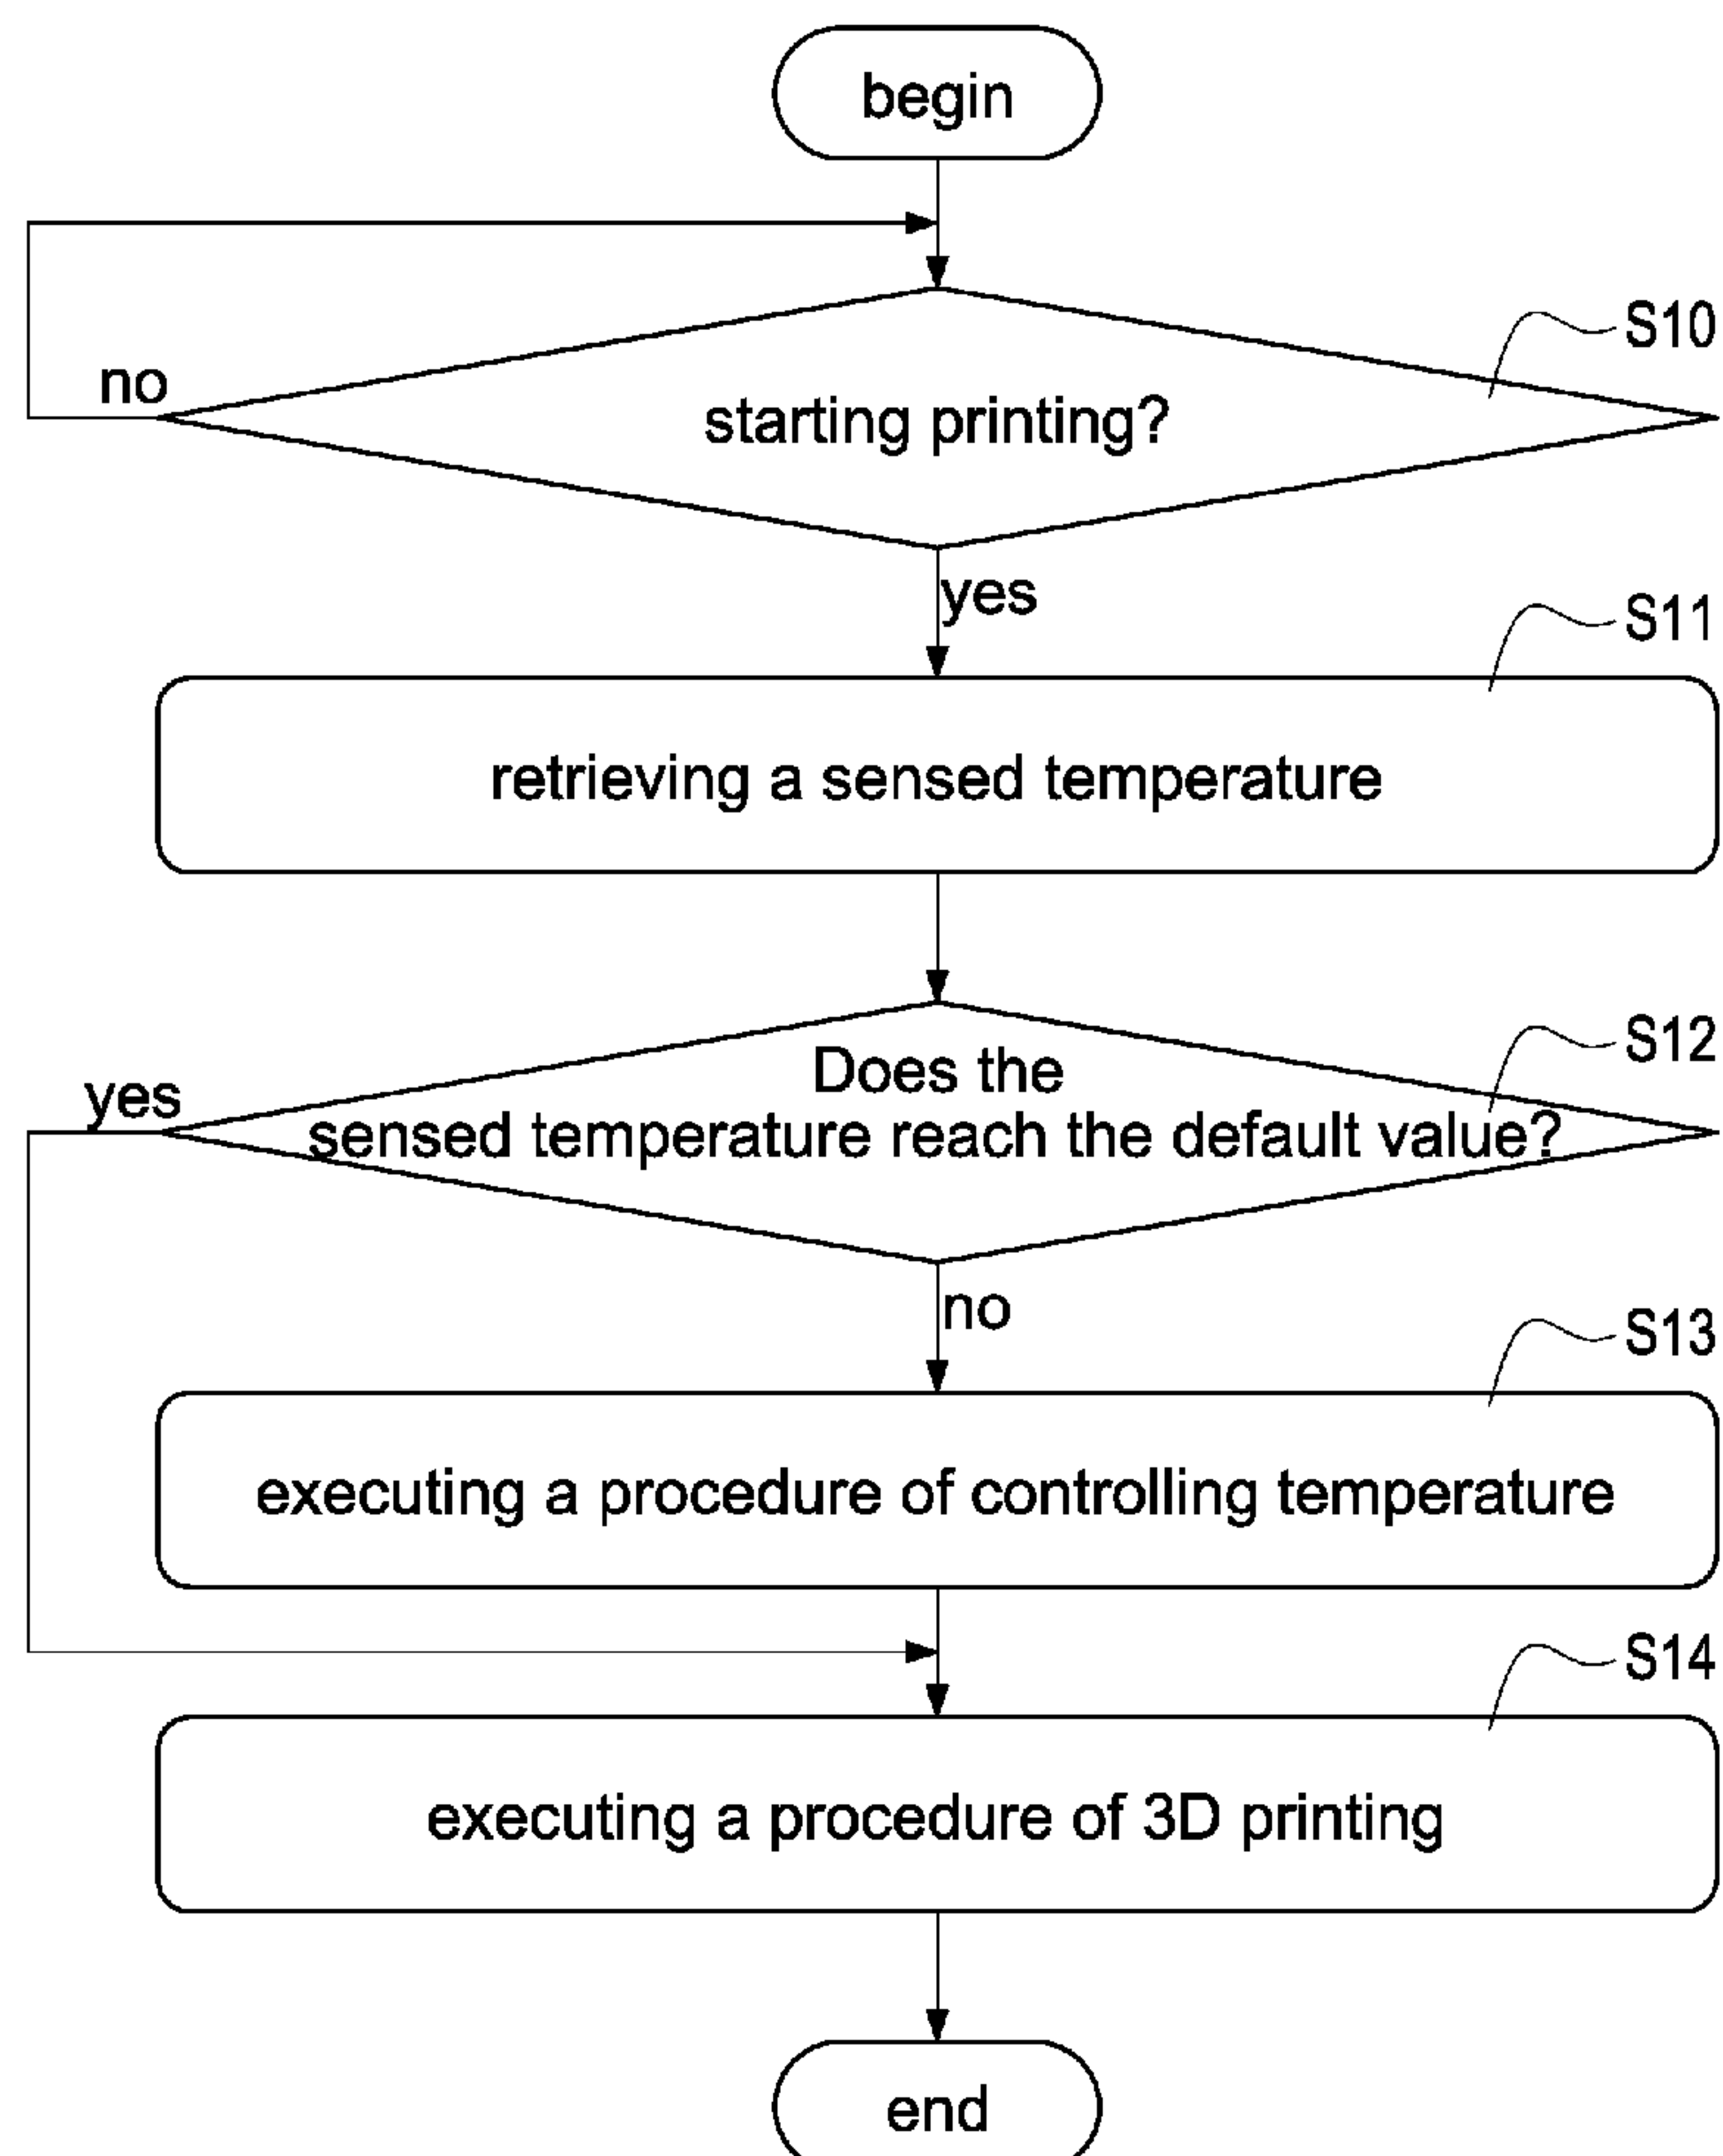 begin
S10
no
starting printing?
yes
S11
retrieving a sensed temperature
S12
yes
Does the
sensed temperature reach the default value?
no
S13
executing a procedure of controlling temperature
S14
executing a procedure of 3D printing
end